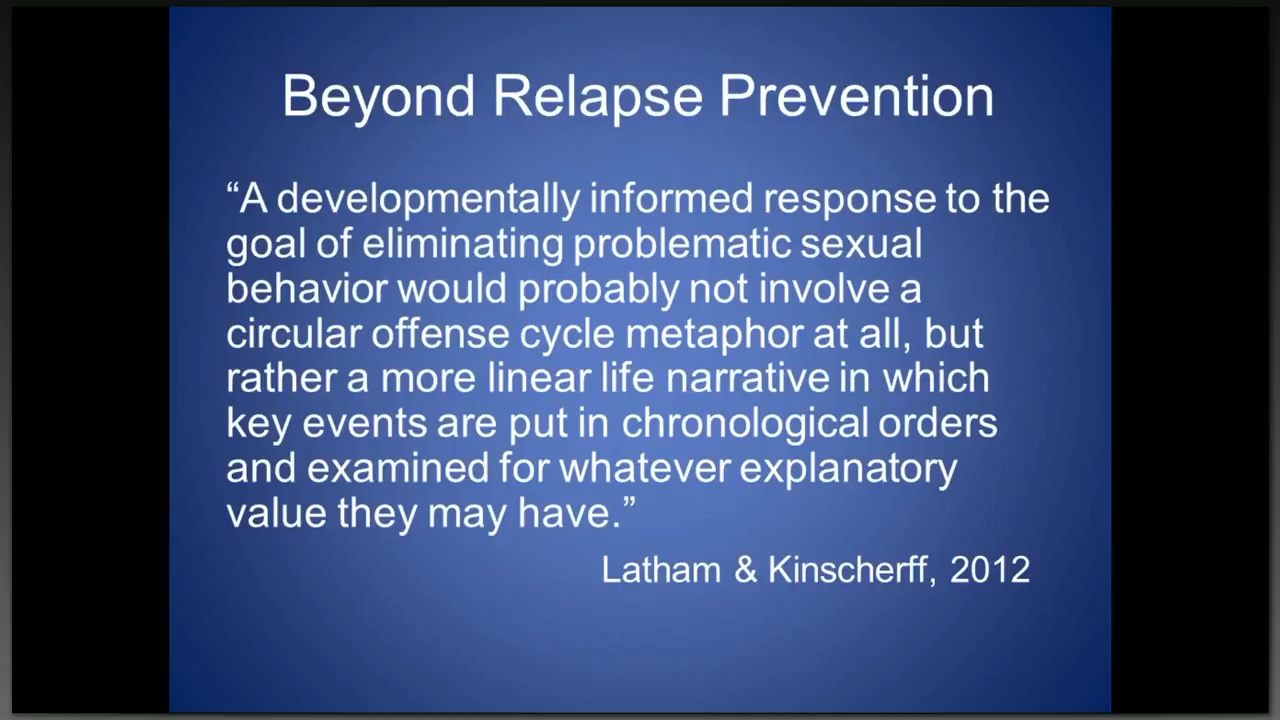 Beyond Relapse Prevention
“A developmentally informed response to the
goal of eliminating problematic sexual
behavior would probably not involve a
circular offense cycle metaphor at all, but
rather a more linear life narrative in which
key events are put in chronological orders
and examined for whatever explanatory
value they may have.”
Latham & Kinscherff, 2012